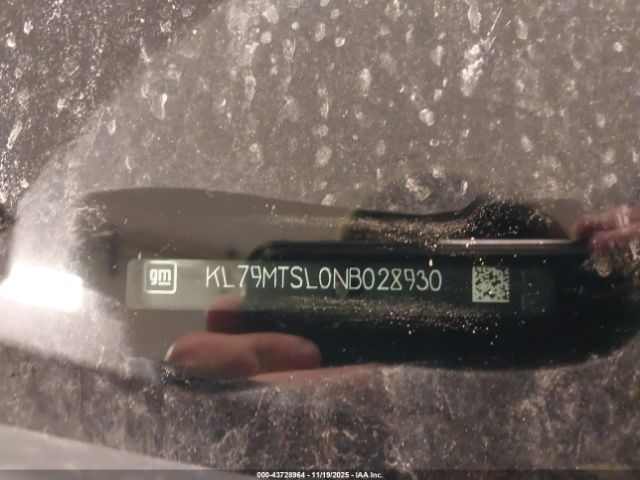 gm KL79MTSL0NB028930
000-43728964 - 11/19/2025 - IAA Inc.